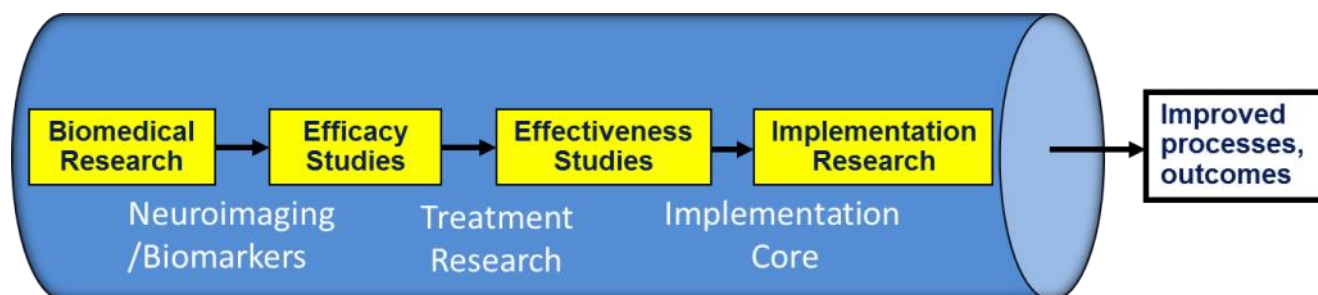 Biomedical
Research
Efficacy
Studies
Effectiveness
Studies
Implementation
Research
Improved
processes,
outcomes
Neuroimaging
/Biomarkers
Treatment
Research
Implementation
Core